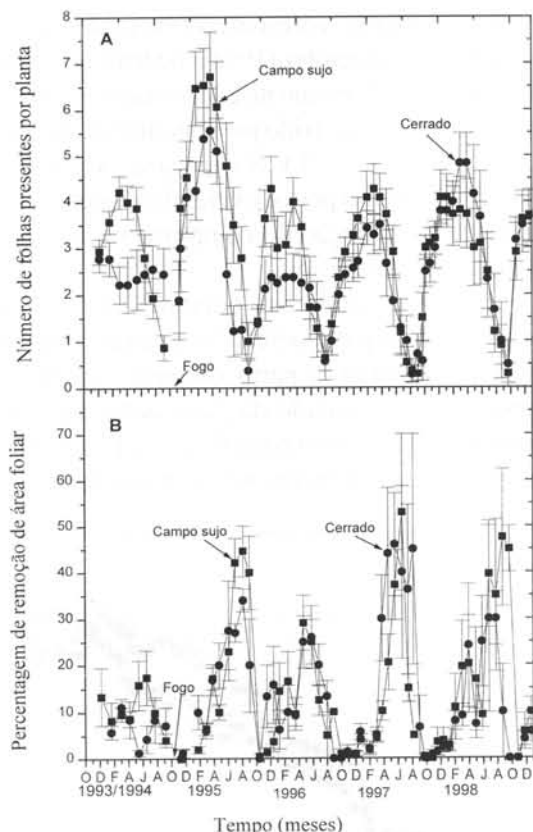 A
8
7
6
5
4
3
2
1
0
Número de folhas presentes por planta
Campo sujo
Cerrado
Fogo
B
70
60
50
40
30
20
10
0
Percentagem de remoção de área foliar
Campo sujo
Cerrado
Fogo
O D F A J A O D F A J A O D F A J A O D F A J A O D F A J A O D
1993/1994 1995 1996 1997 1998
Tempo (meses)